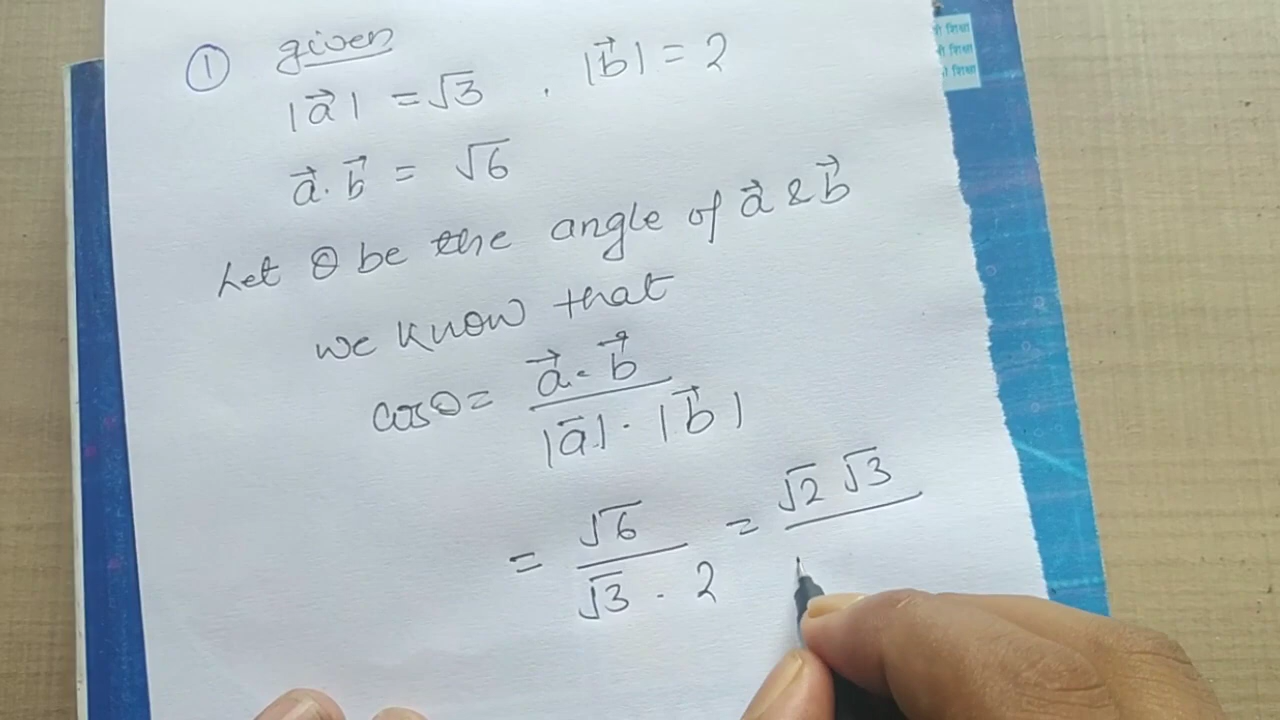 ① given
|a⃗| = √3 . |b⃗| = 2
a⃗ . b⃗ = √6
Let θ be the angle of a⃗ & b⃗
we know that
cosθ = a⃗ . b⃗ / |a⃗| . |b⃗|
= √6 / √3 . 2 = √2 √3
शिक्षा
शिक्षा
शिक्षा